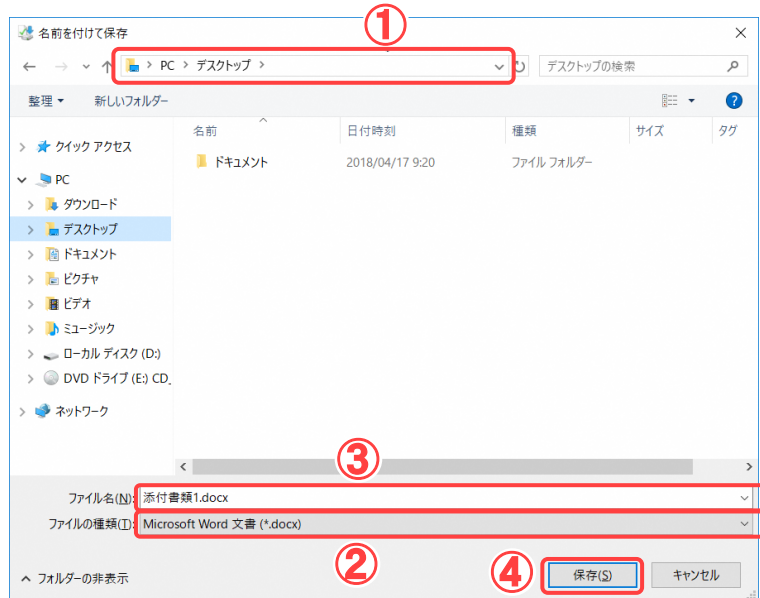 名前を付けて保存
①
PC デスクトップ
デスクトップの検索
整理 新しいフォルダー
?
名前 日付時刻 種類 サイズ タグ
ドキュメント 2018/04/17 9:20 ファイル フォルダー
クイック アクセス
PC
ダウンロード
デスクトップ
ドキュメント
ピクチャ
ビデオ
ミュージック
ローカル ディスク (D:)
DVD ドライブ (E:) CD_
ネットワーク
③
ファイル名(N): 添付書類1.docx
ファイルの種類(T): Microsoft Word 文書 (*.docx)
②
④
フォルダーの非表示
保存(S) キャンセル